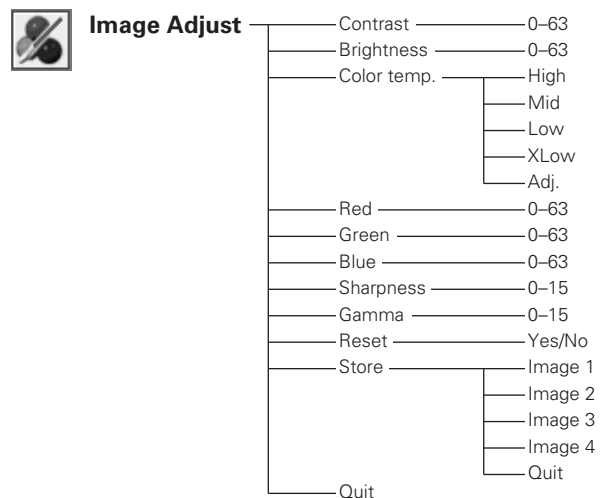 Image Adjust Contrast 0–63
Brightness 0–63
Color temp. High
Mid
Low
XLow
Adj.
Red 0–63
Green 0–63
Blue 0–63
Sharpness 0–15
Gamma 0–15
Reset Yes/No
Store Image 1
Image 2
Image 3
Image 4
Quit
Quit